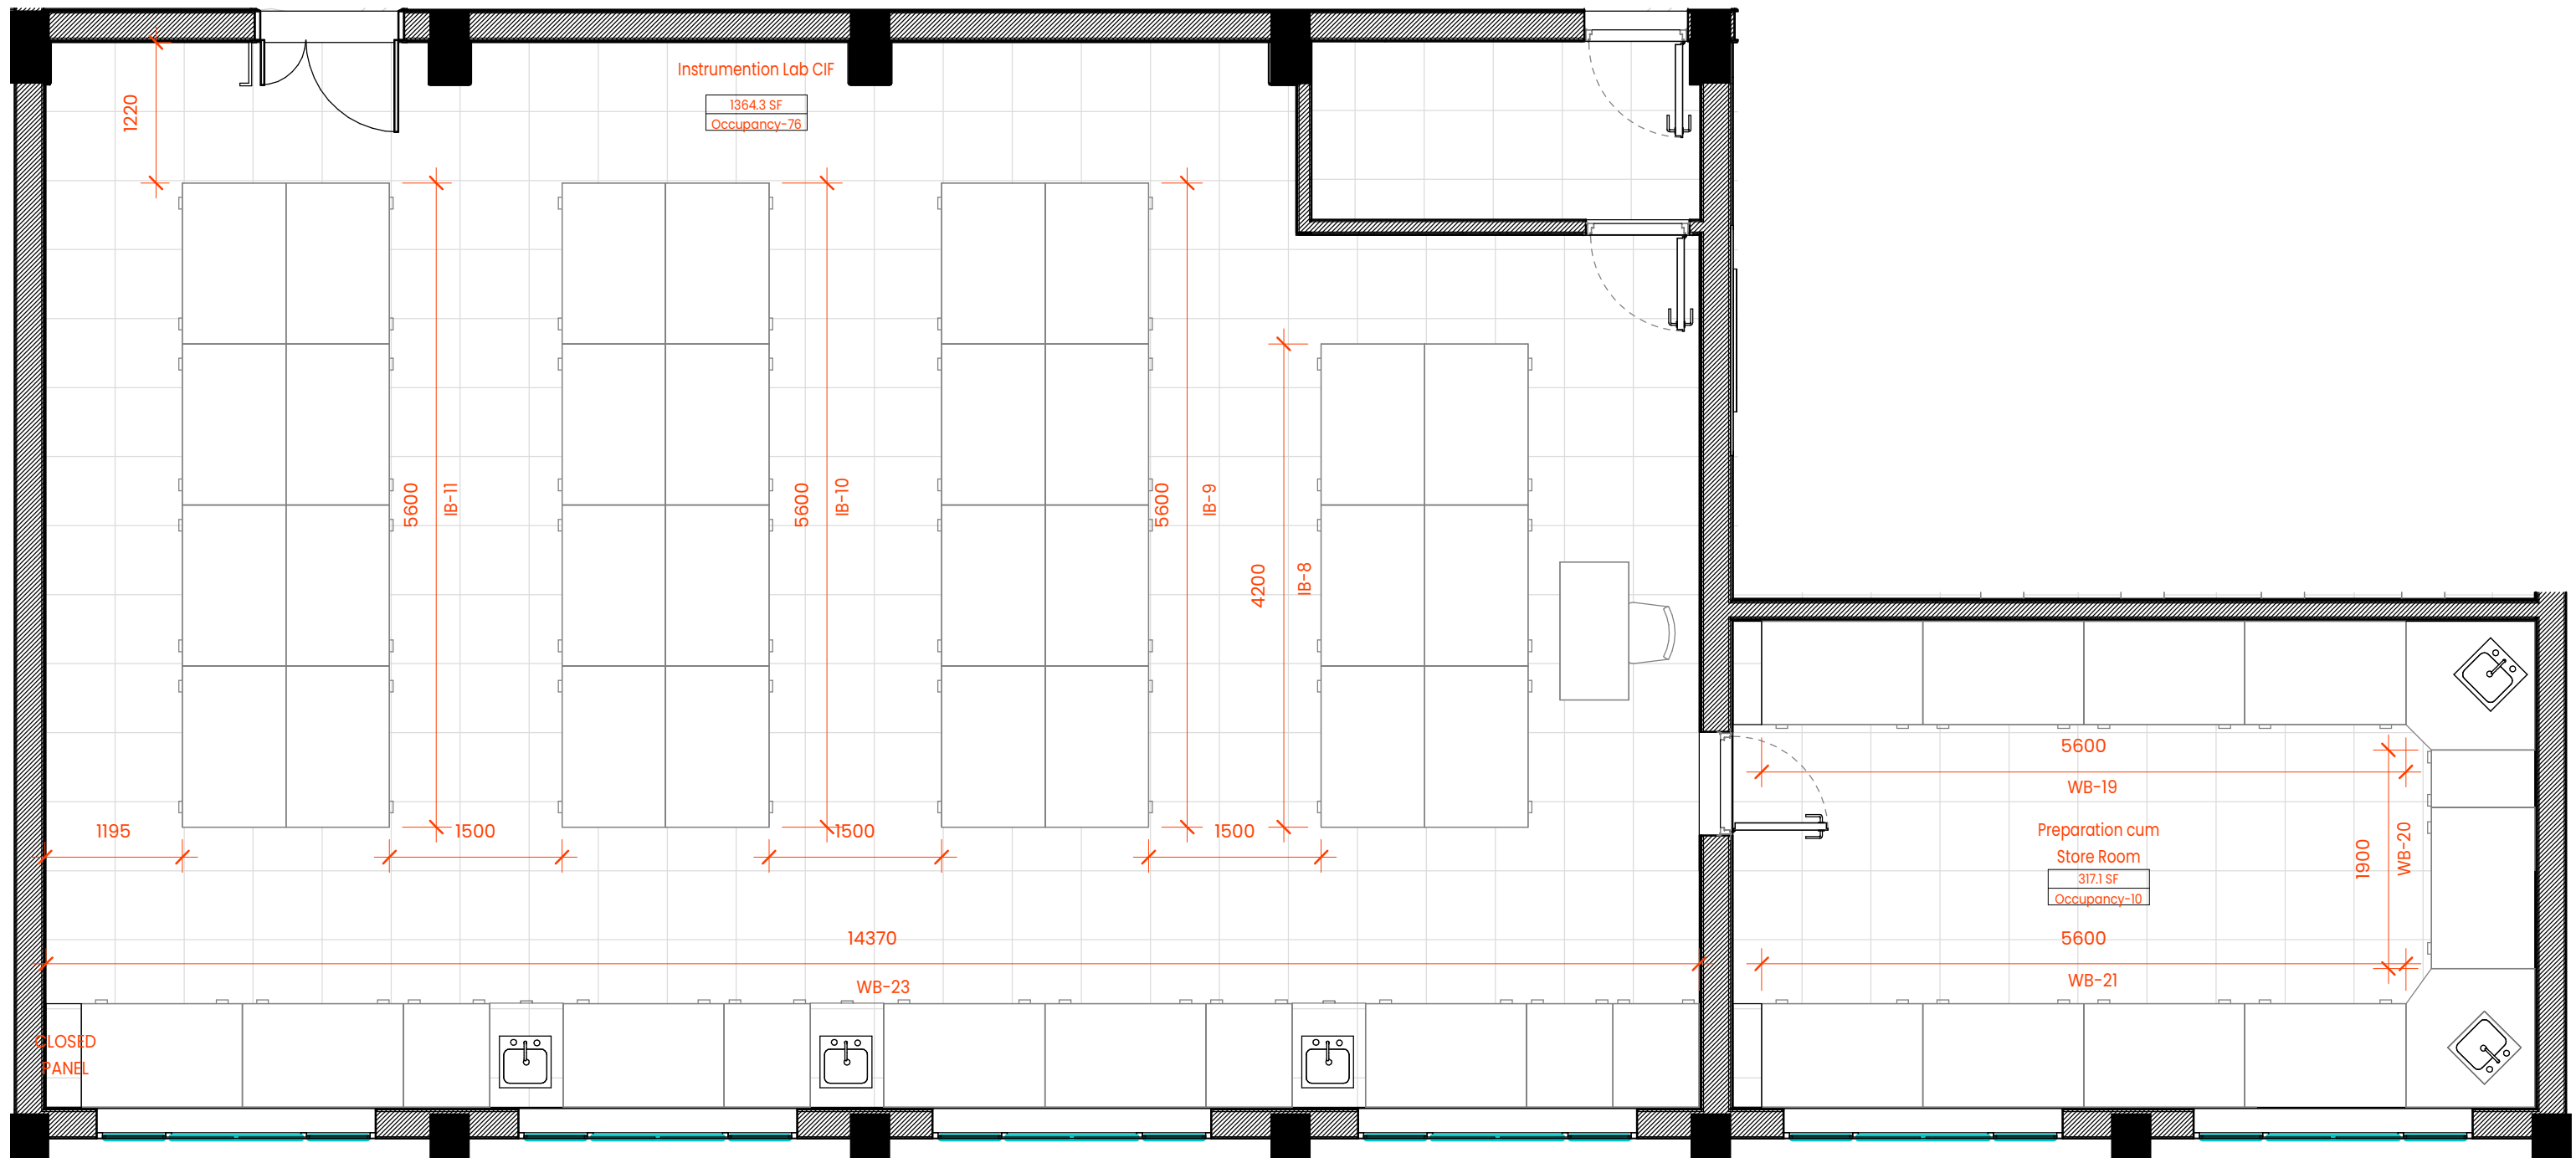 Instrumention Lab CIF
1364.3 SF
Occupancy-76
1220
5600
IB-11
5600
IB-10
5600
IB-9
4200
IB-8
1195
1500
1500
1500
14370
WB-23
CLOSED
PANEL
5600
WB-19
Preparation cum
Store Room
317.1 SF
Occupancy-10
1900
WB-20
5600
WB-21